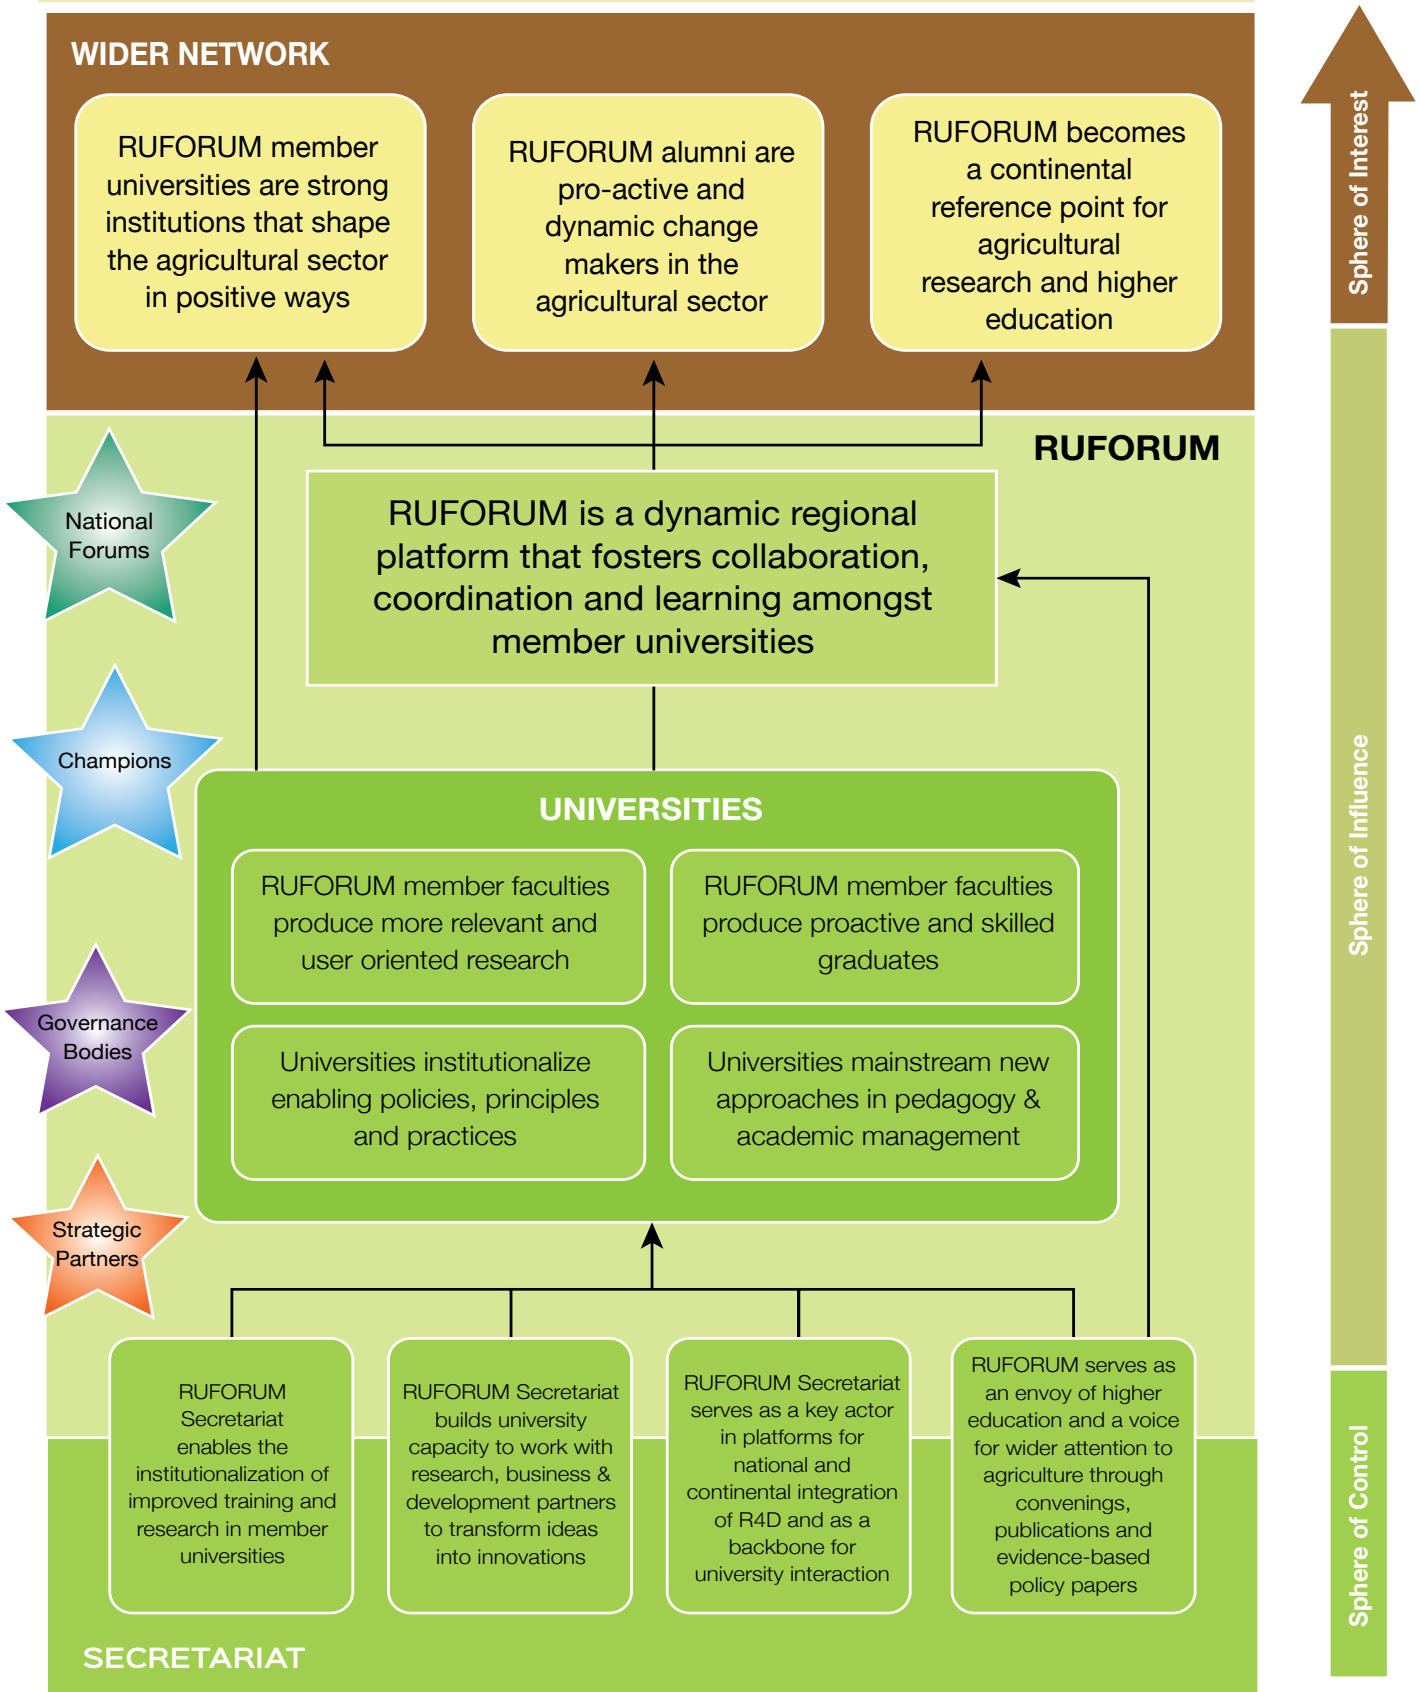 WIDER NETWORK
RUFORUM member
universities are strong
institutions that shape
the agricultural sector
in positive ways
RUFORUM alumni are
pro-active and
dynamic change
makers in the
agricultural sector
RUFORUM becomes
a continental
reference point for
agricultural
research and higher
education
Sphere of Interest
RUFORUM
National
Forums
RUFORUM is a dynamic regional
platform that fosters collaboration,
coordination and learning amongst
member universities
Champions
Sphere of Influence
UNIVERSITIES
RUFORUM member faculties
produce more relevant and
user oriented research
RUFORUM member faculties
produce proactive and skilled
graduates
Governance
Bodies
Universities institutionalize
enabling policies, principles
and practices
Universities mainstream new
approaches in pedagogy &
academic management
Strategic
Partners
RUFORUM
Secretariat
enables the
institutionalization of
improved training and
research in member
universities
RUFORUM Secretariat
builds university
capacity to work with
research, business &
development partners
to transform ideas
into innovations
RUFORUM Secretariat
serves as a key actor
in platforms for
national and
continental integration
of R4D and as a
backbone for
university interaction
RUFORUM serves as
an envoy of higher
education and a voice
for wider attention to
agriculture through
convenings,
publications and
evidence-based
policy papers
Sphere of Control
SECRETARIAT